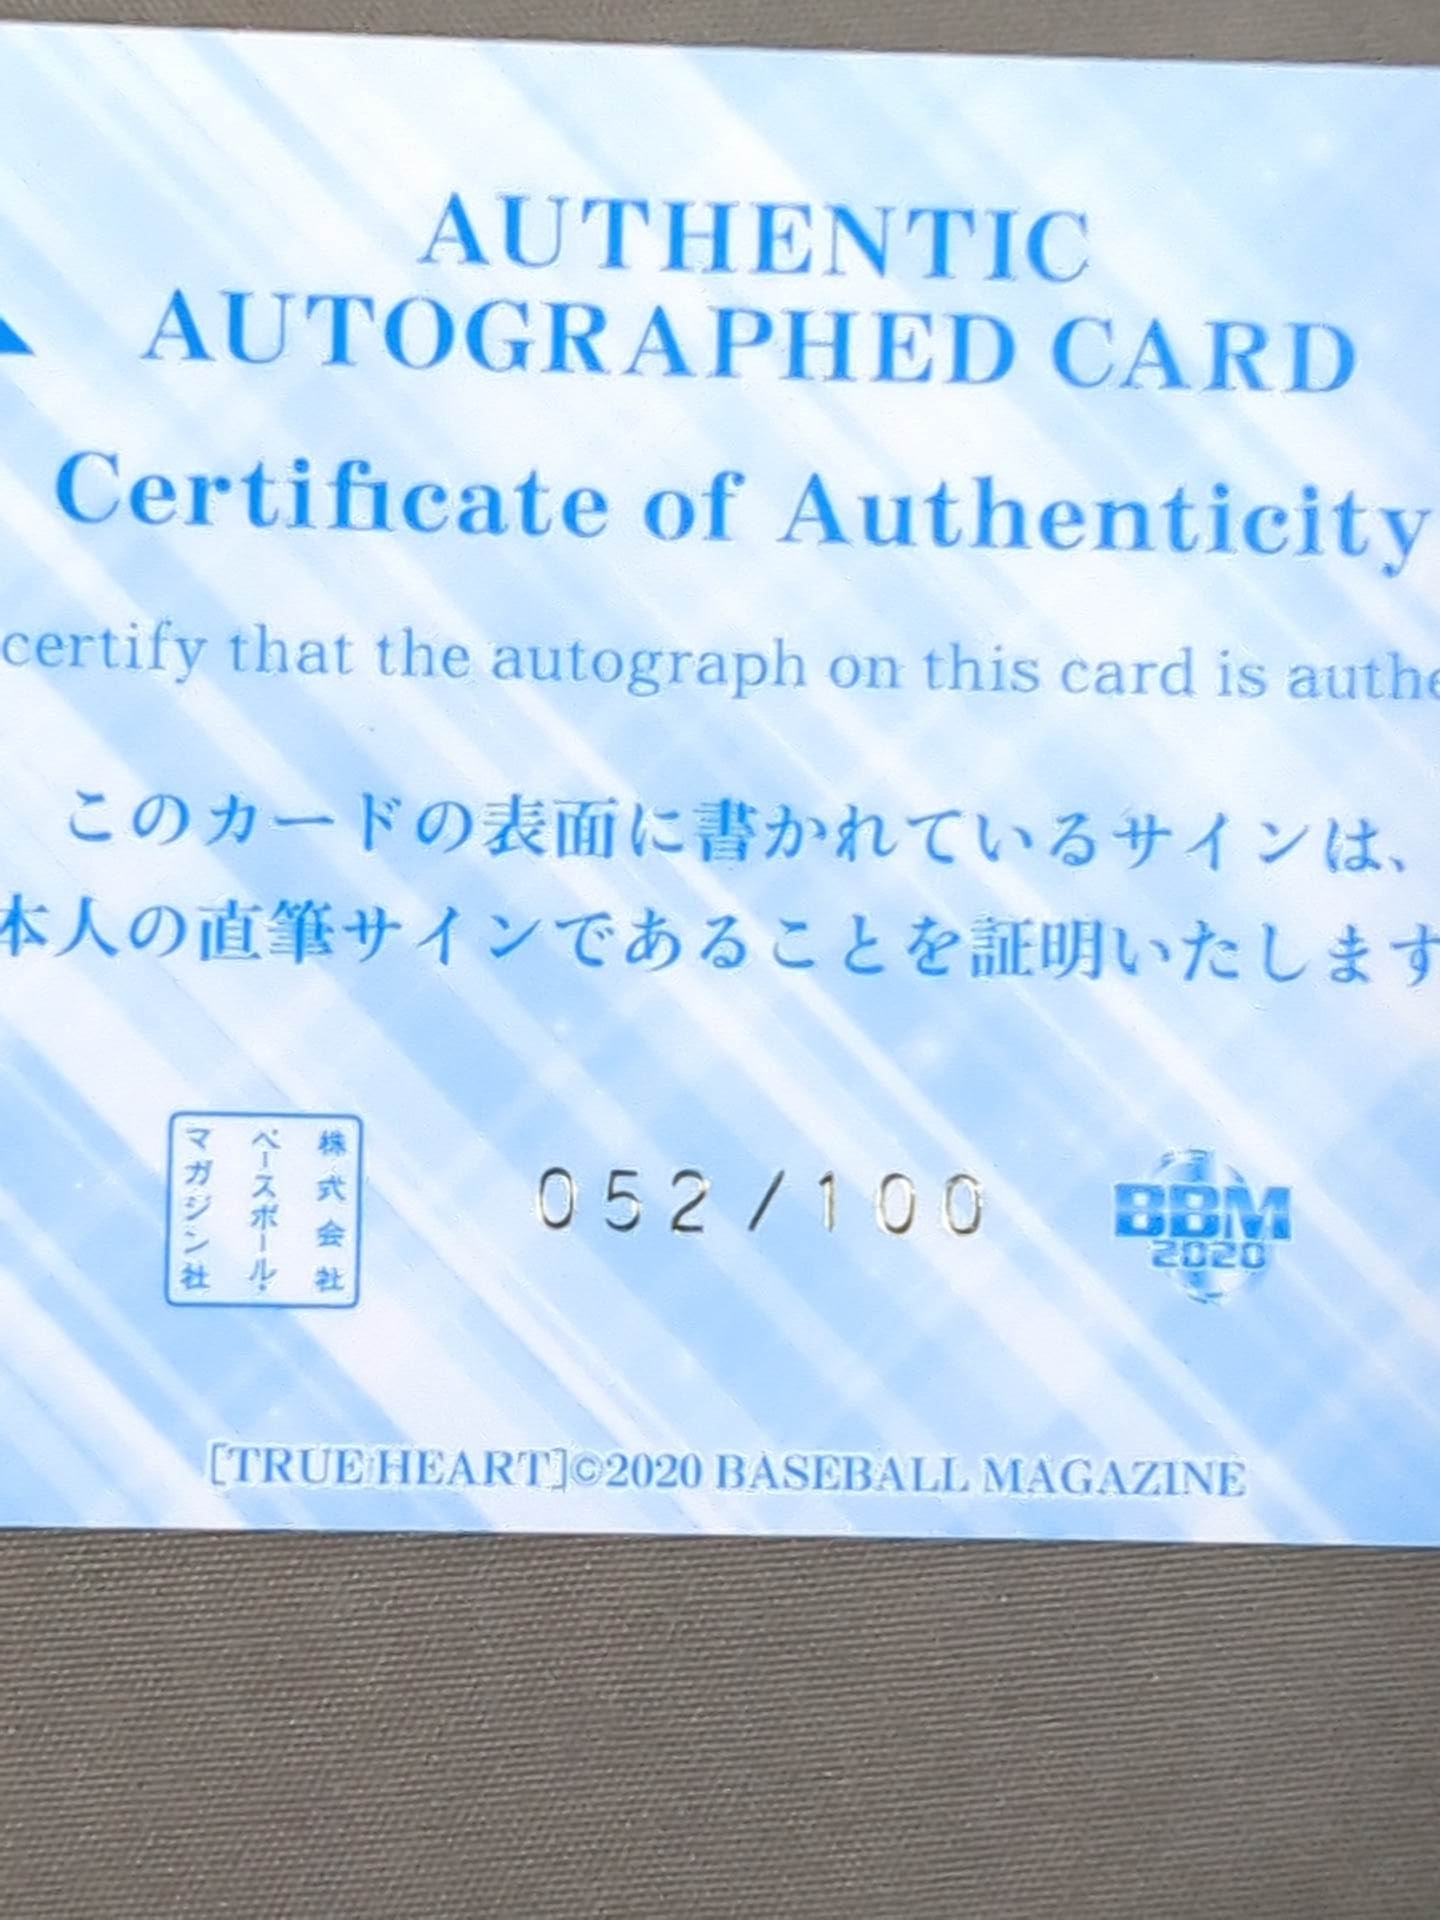 AUTHENTIC
AUTOGRAPHED CARD
Certificate of Authenticity
certify that the autograph on this card is authe
このカードの表面に書かれているサインは、
本人の直筆サインであることを証明いたします
株式会社
ベースボール・
マガジン社
052/100
BBM
2020
[TRUE HEART]©2020 BASEBALL MAGAZINE